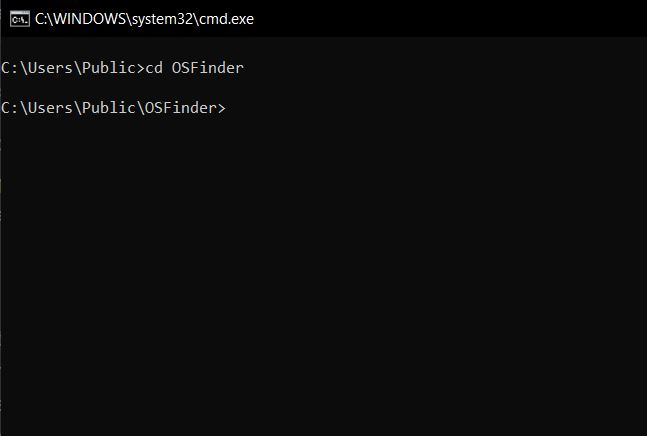 C:\WINDOWS\system32\cmd.exe
C:\Users\Public>cd OSFinder
C:\Users\Public\OSFinder>